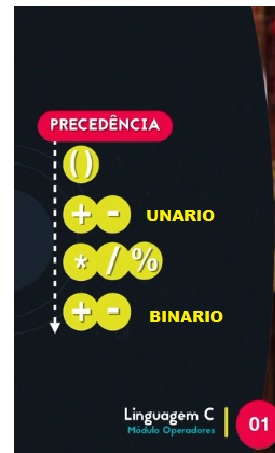 PRECEDÊNCIA
()
+ - UNARIO
* / %
+ - BINARIO
Linguagem C
Módulo Operadores
01